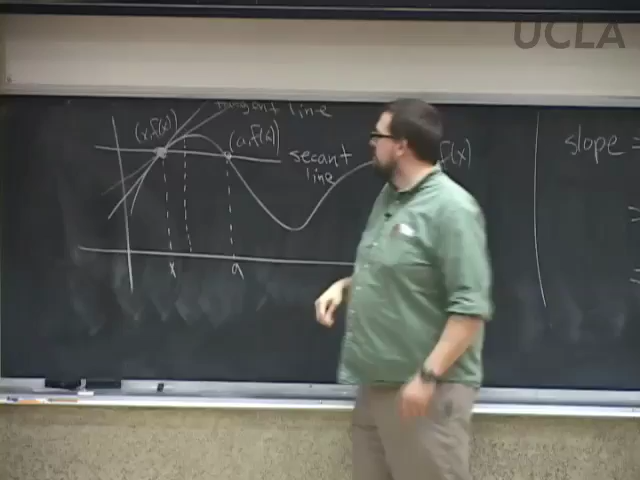 UCLA
tangent line
(x, f(x))
(a, f(a))
secant
line
f(x)
slope =
x
a